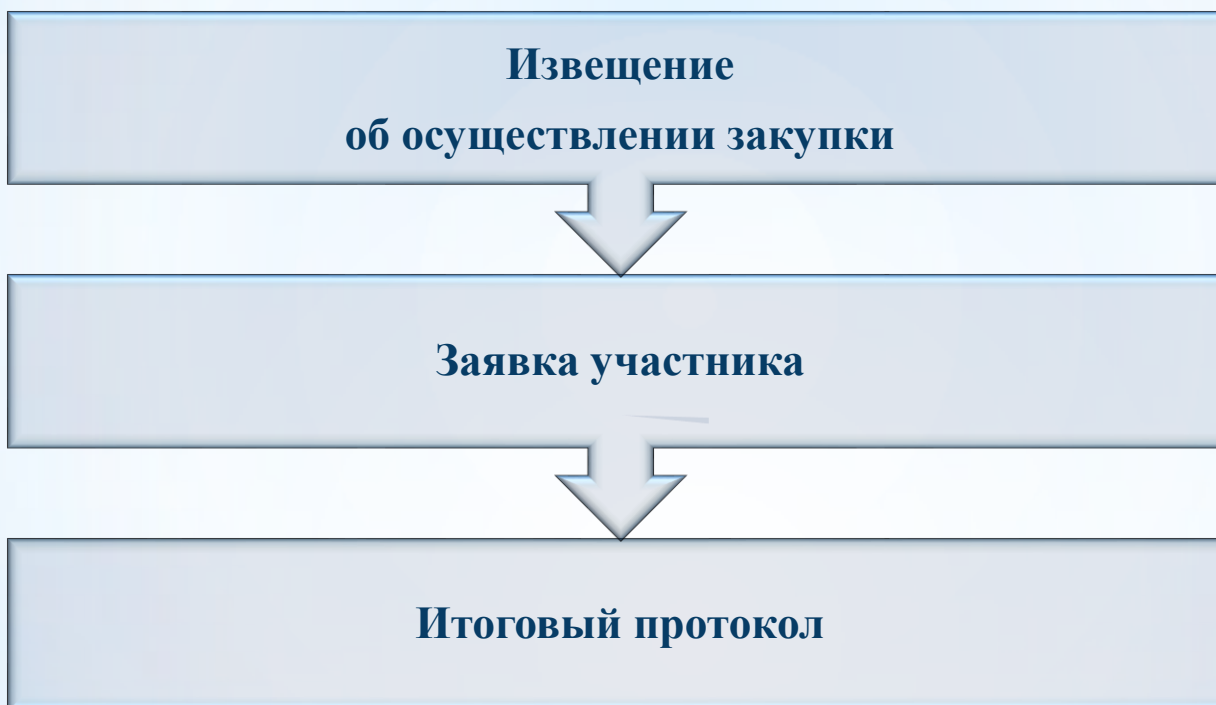 Извещение
об осуществлении закупки
Заявка участника
Итоговый протокол